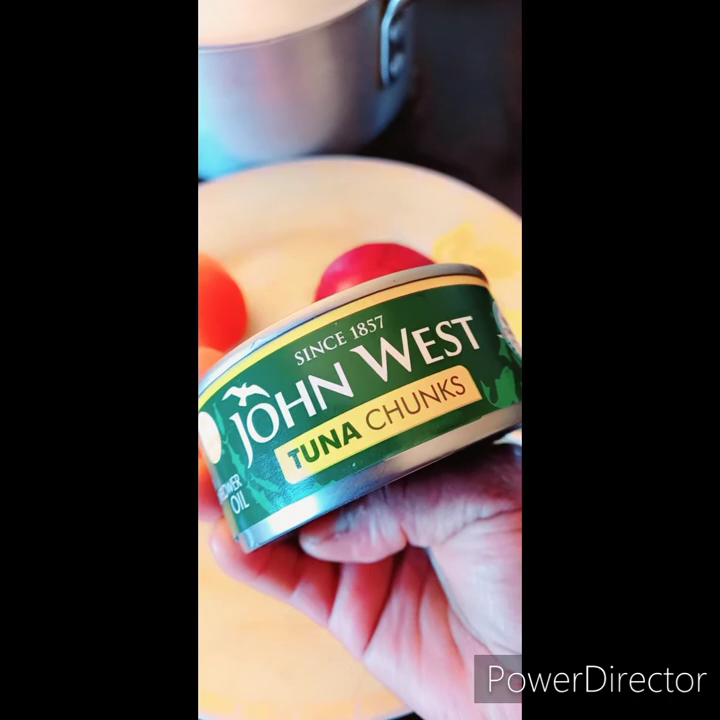 SINCE 1857
JOHN WEST
TUNA CHUNKS
OIL
PowerDirector